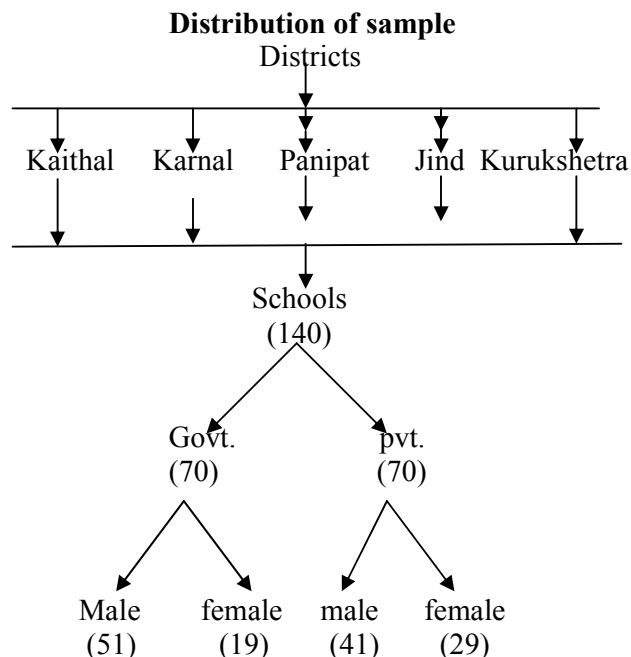 Distribution of sample
Districts
Kaithal Karnal Panipat Jind Kurukshetra
Schools
(140)
Govt. pvt.
(70) (70)
Male female male female
(51) (19) (41) (29)